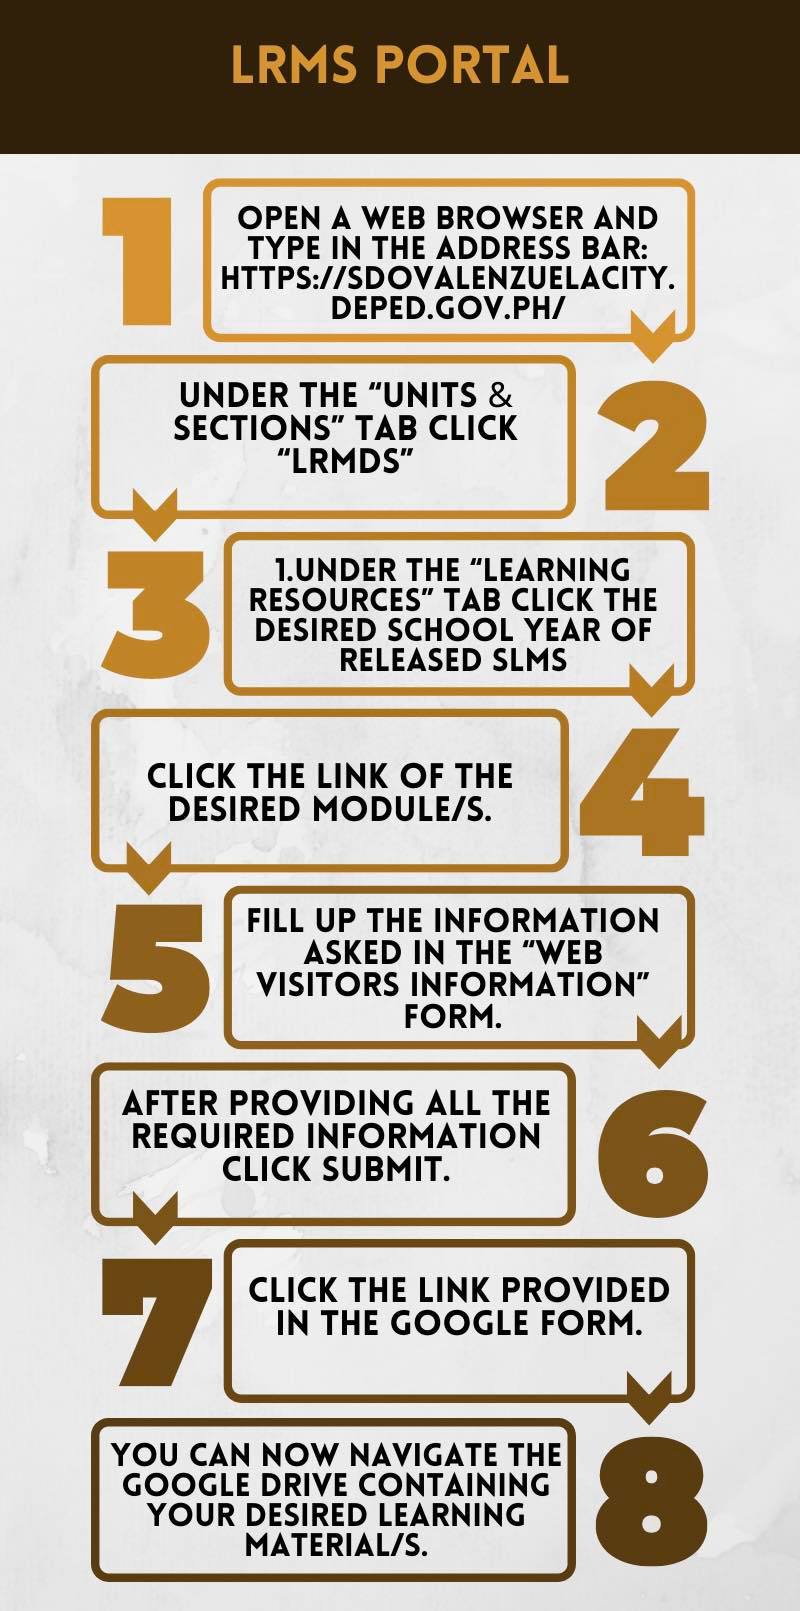 LRMS PORTAL
1
OPEN A WEB BROWSER AND
TYPE IN THE ADDRESS BAR:
HTTPS://SDOVALENZUELACITY.
DEPED.GOV.PH/
2
UNDER THE “UNITS &
SECTIONS” TAB CLICK
“LRMDS”
3
1.UNDER THE “LEARNING
RESOURCES” TAB CLICK THE
DESIRED SCHOOL YEAR OF
RELEASED SLMS
4
CLICK THE LINK OF THE
DESIRED MODULE/S.
5
FILL UP THE INFORMATION
ASKED IN THE “WEB
VISITORS INFORMATION”
FORM.
6
AFTER PROVIDING ALL THE
REQUIRED INFORMATION
CLICK SUBMIT.
7
CLICK THE LINK PROVIDED
IN THE GOOGLE FORM.
8
YOU CAN NOW NAVIGATE THE
GOOGLE DRIVE CONTAINING
YOUR DESIRED LEARNING
MATERIAL/S.